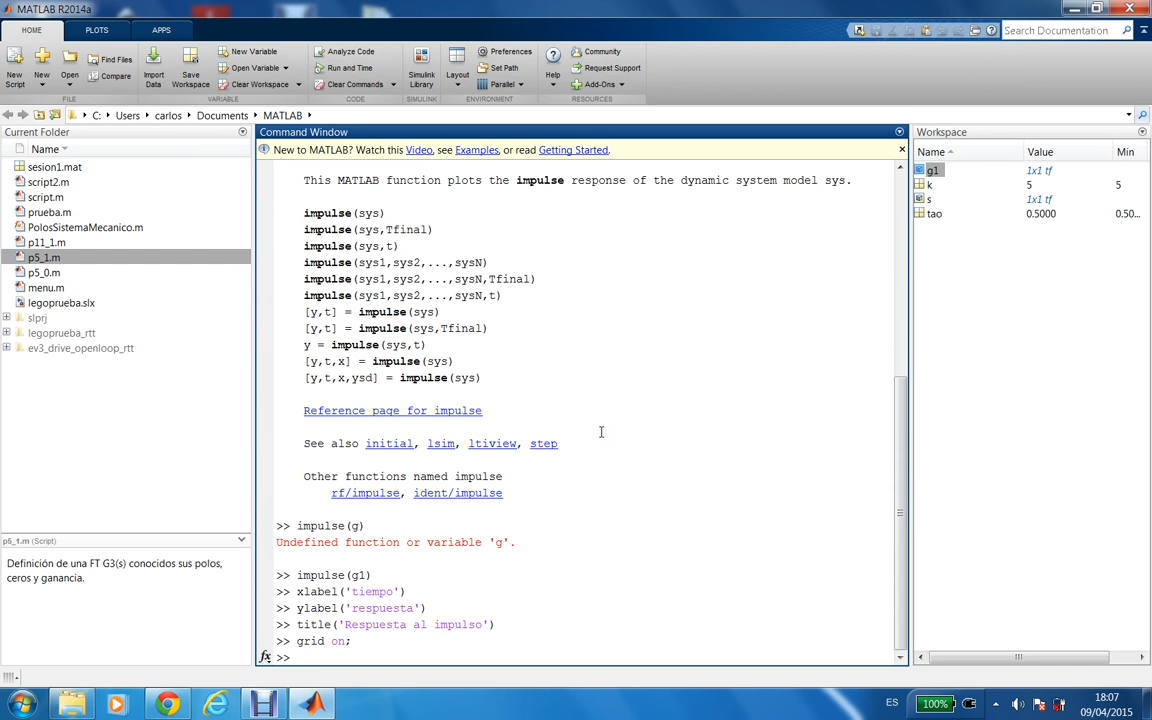 MATLAB R2014a
HOME PLOTS APPS
Search Documentation
New Script
New
Open
Find Files
Compare
FILE
Import Data
Save Workspace
New Variable
Open Variable
Clear Workspace
VARIABLE
Analyze Code
Run and Time
Clear Commands
CODE
Simulink Library
SIMULINK
Layout
Preferences
Set Path
Parallel
ENVIRONMENT
Help
Community
Request Support
Add-Ons
RESOURCES
C: Users carlos Documents MATLAB
Current Folder
Name
sesion1.mat
script2.m
script.m
prueba.m
PolosSistemaMecanico.m
p11_1.m
p5_1.m
p5_0.m
menu.m
legoprueba.slx
slprj
legoprueba_rtt
ev3_drive_openloop_rtt
p5_1.m (Script)
Definición de una FT G3(s) conocidos sus polos,
ceros y ganancia.
Command Window
New to MATLAB? Watch this Video, see Examples, or read Getting Started.
This MATLAB function plots the impulse response of the dynamic system model sys.
impulse(sys)
impulse(sys,Tfinal)
impulse(sys,t)
impulse(sys1,sys2,...,sysN)
impulse(sys1,sys2,...,sysN,Tfinal)
impulse(sys1,sys2,...,sysN,t)
[y,t] = impulse(sys)
[y,t] = impulse(sys,Tfinal)
y = impulse(sys,t)
[y,t,x] = impulse(sys)
[y,t,x,ysd] = impulse(sys)
Reference page for impulse
See also initial, lsim, ltiview, step
Other functions named impulse
rf/impulse, ident/impulse
>> impulse(g)
Undefined function or variable 'g'.
>> impulse(g1)
>> xlabel('tiempo')
>> ylabel('respuesta')
>> title('Respuesta al impulso')
>> grid on;
fx >>
Workspace
Name Value Min
g1 1x1 tf
k 5 5
s 1x1 tf
tao 0.5000 0.50...
ES
100%
18:07
09/04/2015